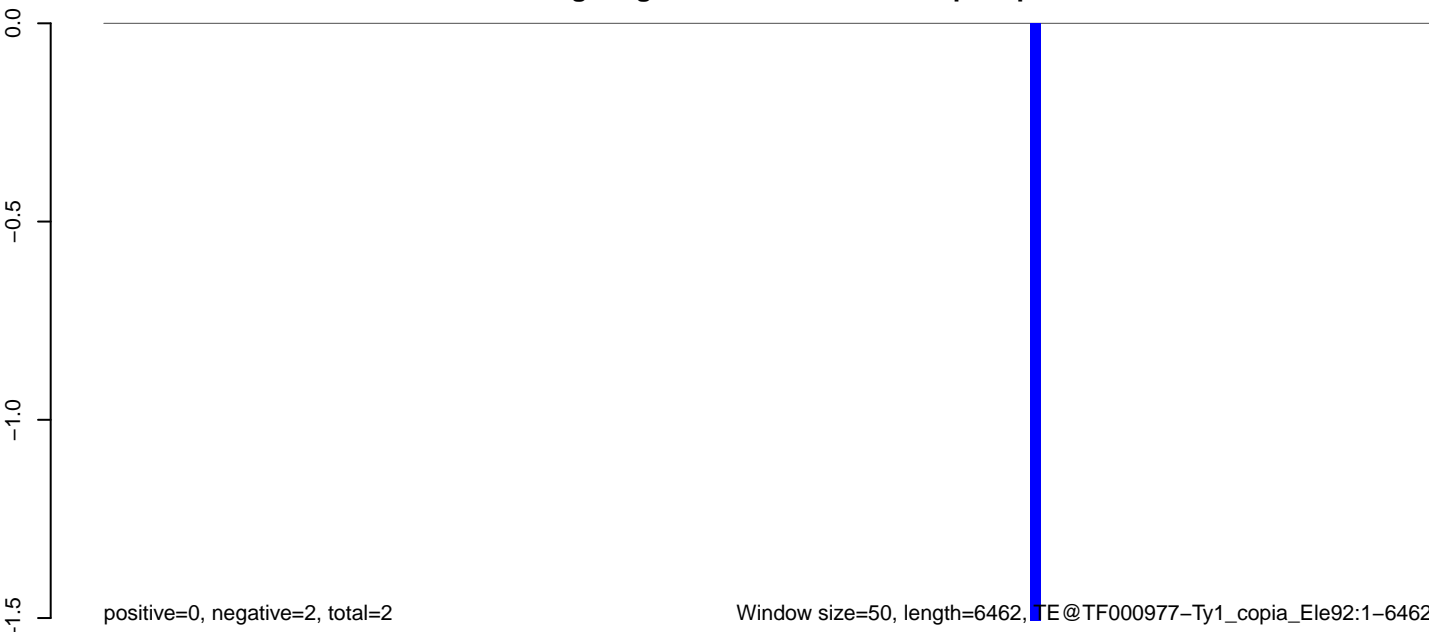 0.0
−0.5
−1.0
−1.5
positive=0, negative=2, total=2
Window size=50, length=6462, TE@TF000977−Ty1_copia_Ele92:1−6462